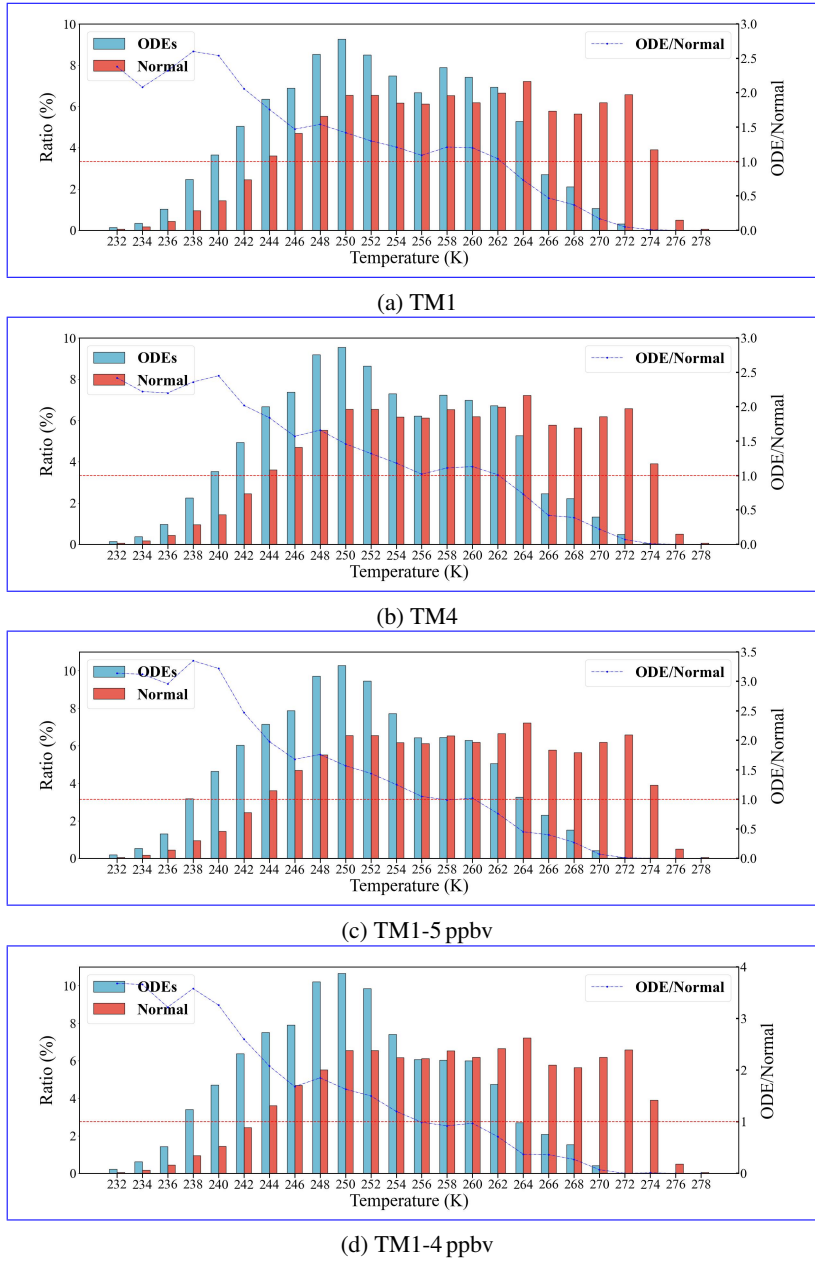 10
8
6
4
2
0
Ratio (%)
ODEs
Normal
ODE/Normal
3.0
2.5
2.0
1.5
1.0
0.5
0.0
ODE/Normal
232 234 236 238 240 242 244 246 248 250 252 254 256 258 260 262 264 266 268 270 272 274 276 278
Temperature (K)
(a) TM1
10
8
6
4
2
0
Ratio (%)
ODEs
Normal
ODE/Normal
3.0
2.5
2.0
1.5
1.0
0.5
0.0
ODE/Normal
232 234 236 238 240 242 244 246 248 250 252 254 256 258 260 262 264 266 268 270 272 274 276 278
Temperature (K)
(b) TM4
10
8
6
4
2
0
Ratio (%)
ODEs
Normal
ODE/Normal
3.5
3.0
2.5
2.0
1.5
1.0
0.5
0.0
ODE/Normal
232 234 236 238 240 242 244 246 248 250 252 254 256 258 260 262 264 266 268 270 272 274 276 278
Temperature (K)
(c) TM1-5 ppbv
10
8
6
4
2
0
Ratio (%)
ODEs
Normal
ODE/Normal
4
3
2
1
0
ODE/Normal
232 234 236 238 240 242 244 246 248 250 252 254 256 258 260 262 264 266 268 270 272 274 276 278
Temperature (K)
(d) TM1-4 ppbv